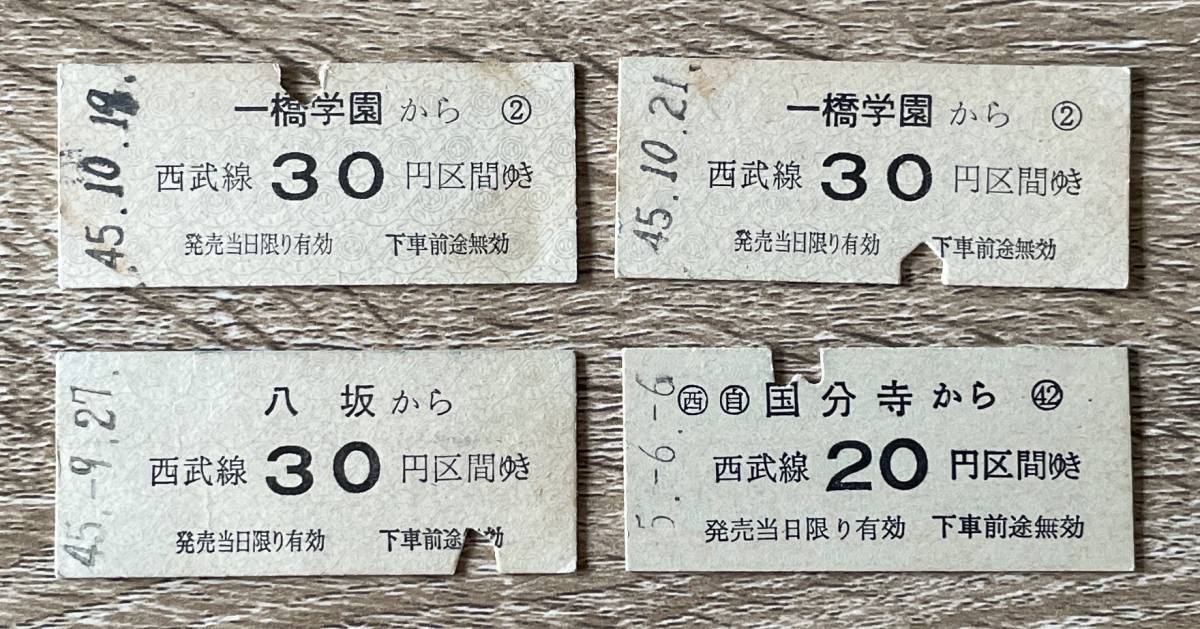 45.10.19.
一橋学園から ②
西武線 30 円区間ゆき
発売当日限り有効 下車前途無効
45.10.21.
一橋学園から ②
西武線 30 円区間ゆき
発売当日限り有効 下車前途無効
45.-9.27.
八坂から
西武線 30 円区間ゆき
発売当日限り有効 下車前途無効
5.-6.-6
㊄西 ㊂自 国分寺から ㊷
西武線 20 円区間ゆき
発売当日限り有効 下車前途無効